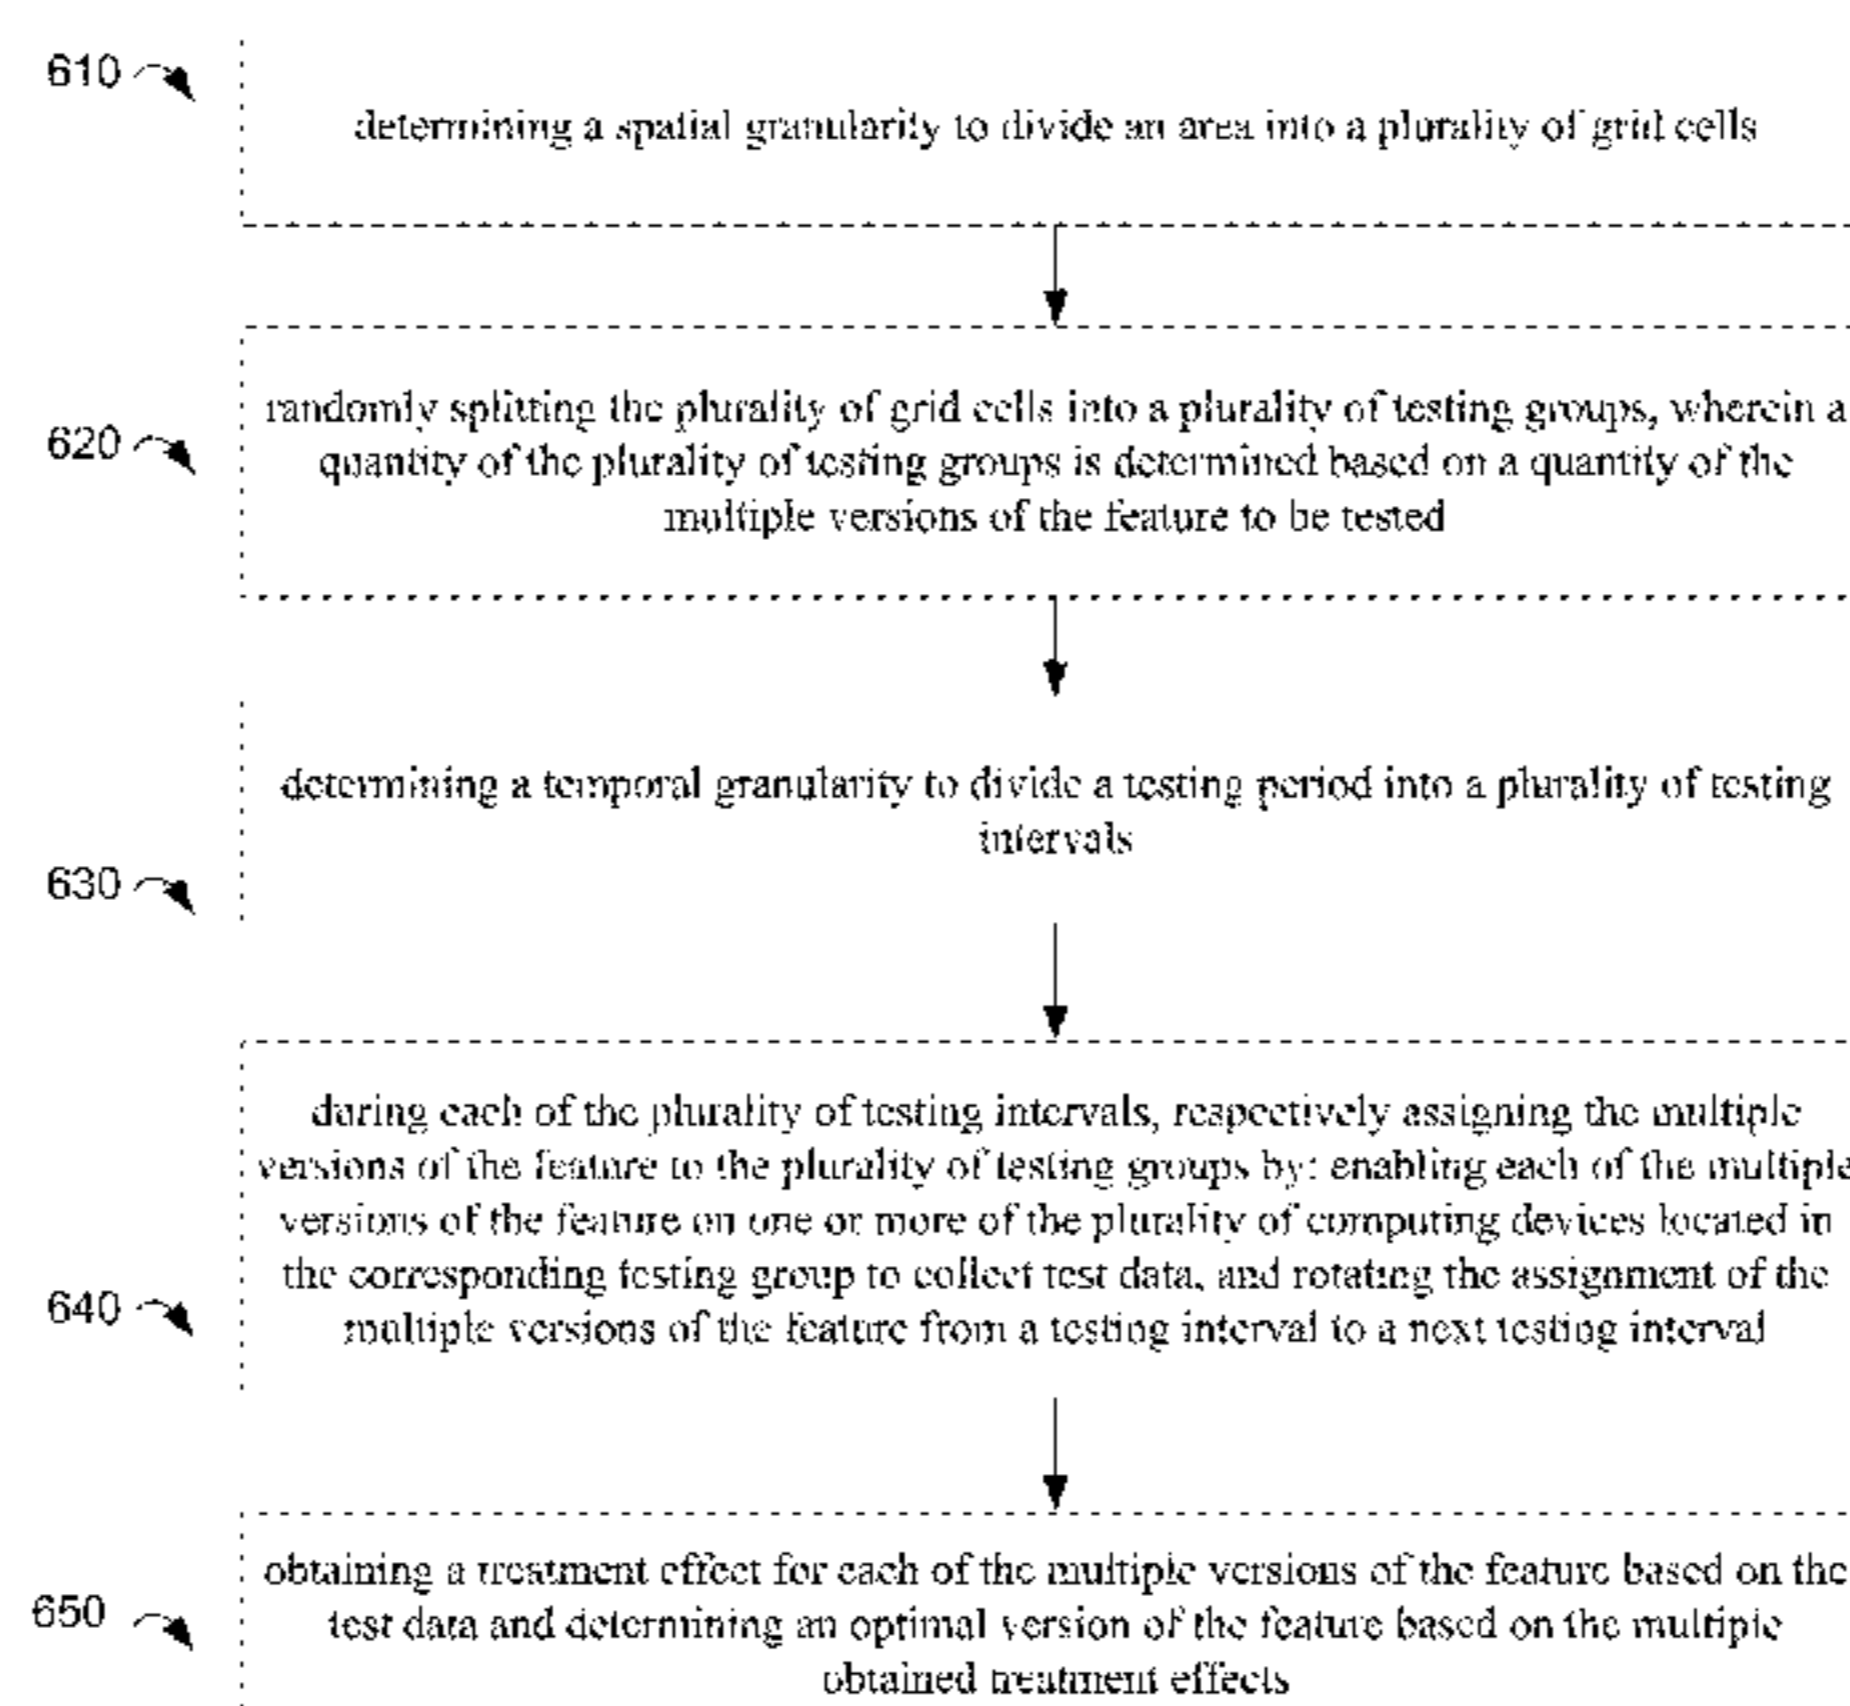 610
determining a spatial granularity to divide an area into a plurality of grid cells
620
randomly splitting the plurality of grid cells into a plurality of testing groups, wherein a
quantity of the plurality of testing groups is determined based on a quantity of the
multiple versions of the feature to be tested
determining a temporal granularity to divide a testing period into a plurality of testing
intervals
630
during each of the plurality of testing intervals, respectively assigning the multiple
versions of the feature to the plurality of testing groups by: enabling each of the multiple
versions of the feature on one or more of the plurality of computing devices located in
the corresponding testing group to collect test data, and rotating the assignment of the
multiple versions of the feature from a testing interval to a next testing interval
640
obtaining a treatment effect for each of the multiple versions of the feature based on the
650
test data and determining an optimal version of the feature based on the multiple
obtained treatment effects